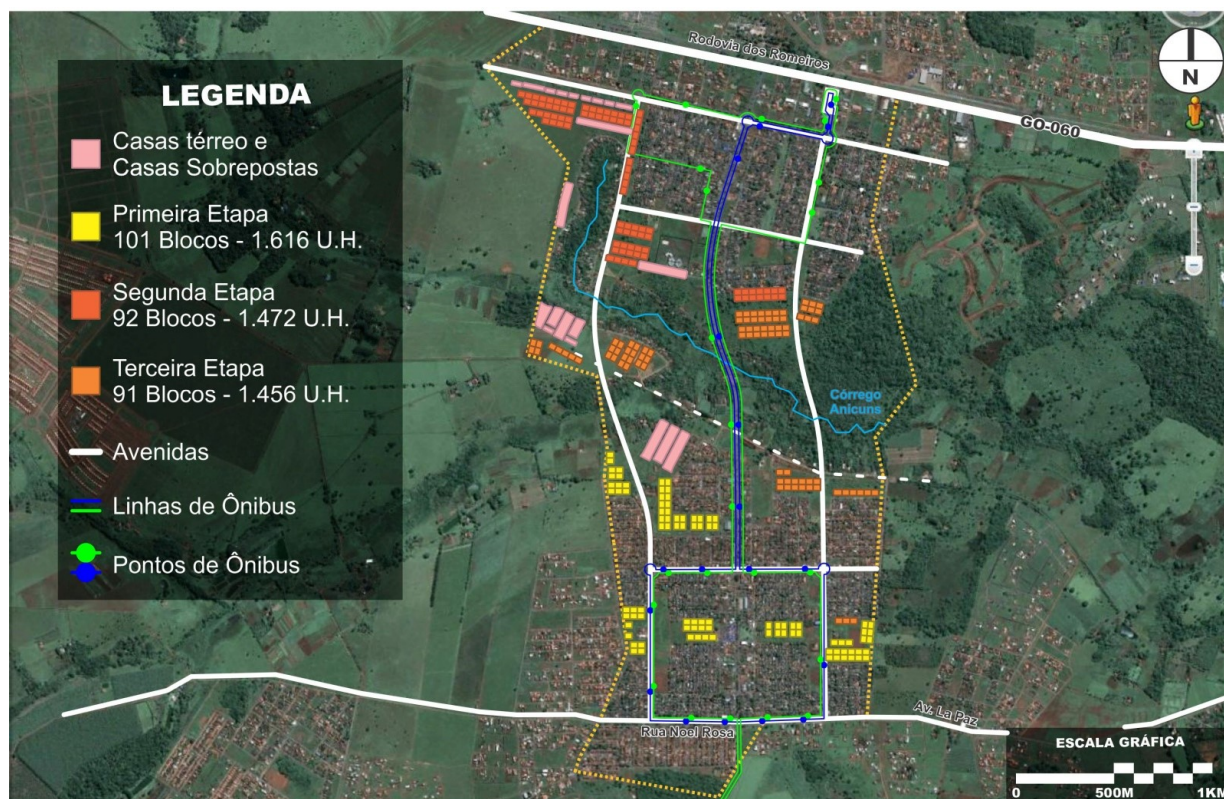 Rodovia dos Romeiros
GO-060
N
LEGENDA
Casas térreo e
Casas Sobrepostas
Primeira Etapa
101 Blocos - 1.616 U.H.
Segunda Etapa
92 Blocos - 1.472 U.H.
Terceira Etapa
91 Blocos - 1.456 U.H.
Avenidas
Linhas de Ônibus
Pontos de Ônibus
Córrego
Anicuns
Av. La Paz
Rua Noel Rosa
ESCALA GRÁFICA
0 500M 1KM